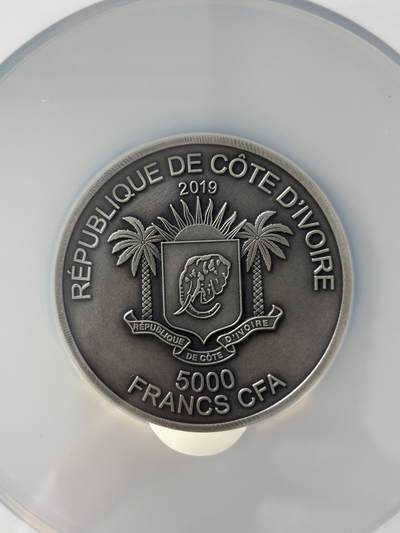 RÉPUBLIQUE DE CÔTE D'IVOIRE
2019
RÉPUBLIQUE
DE CÔTE
D'IVOIRE
5000
FRANCS CFA